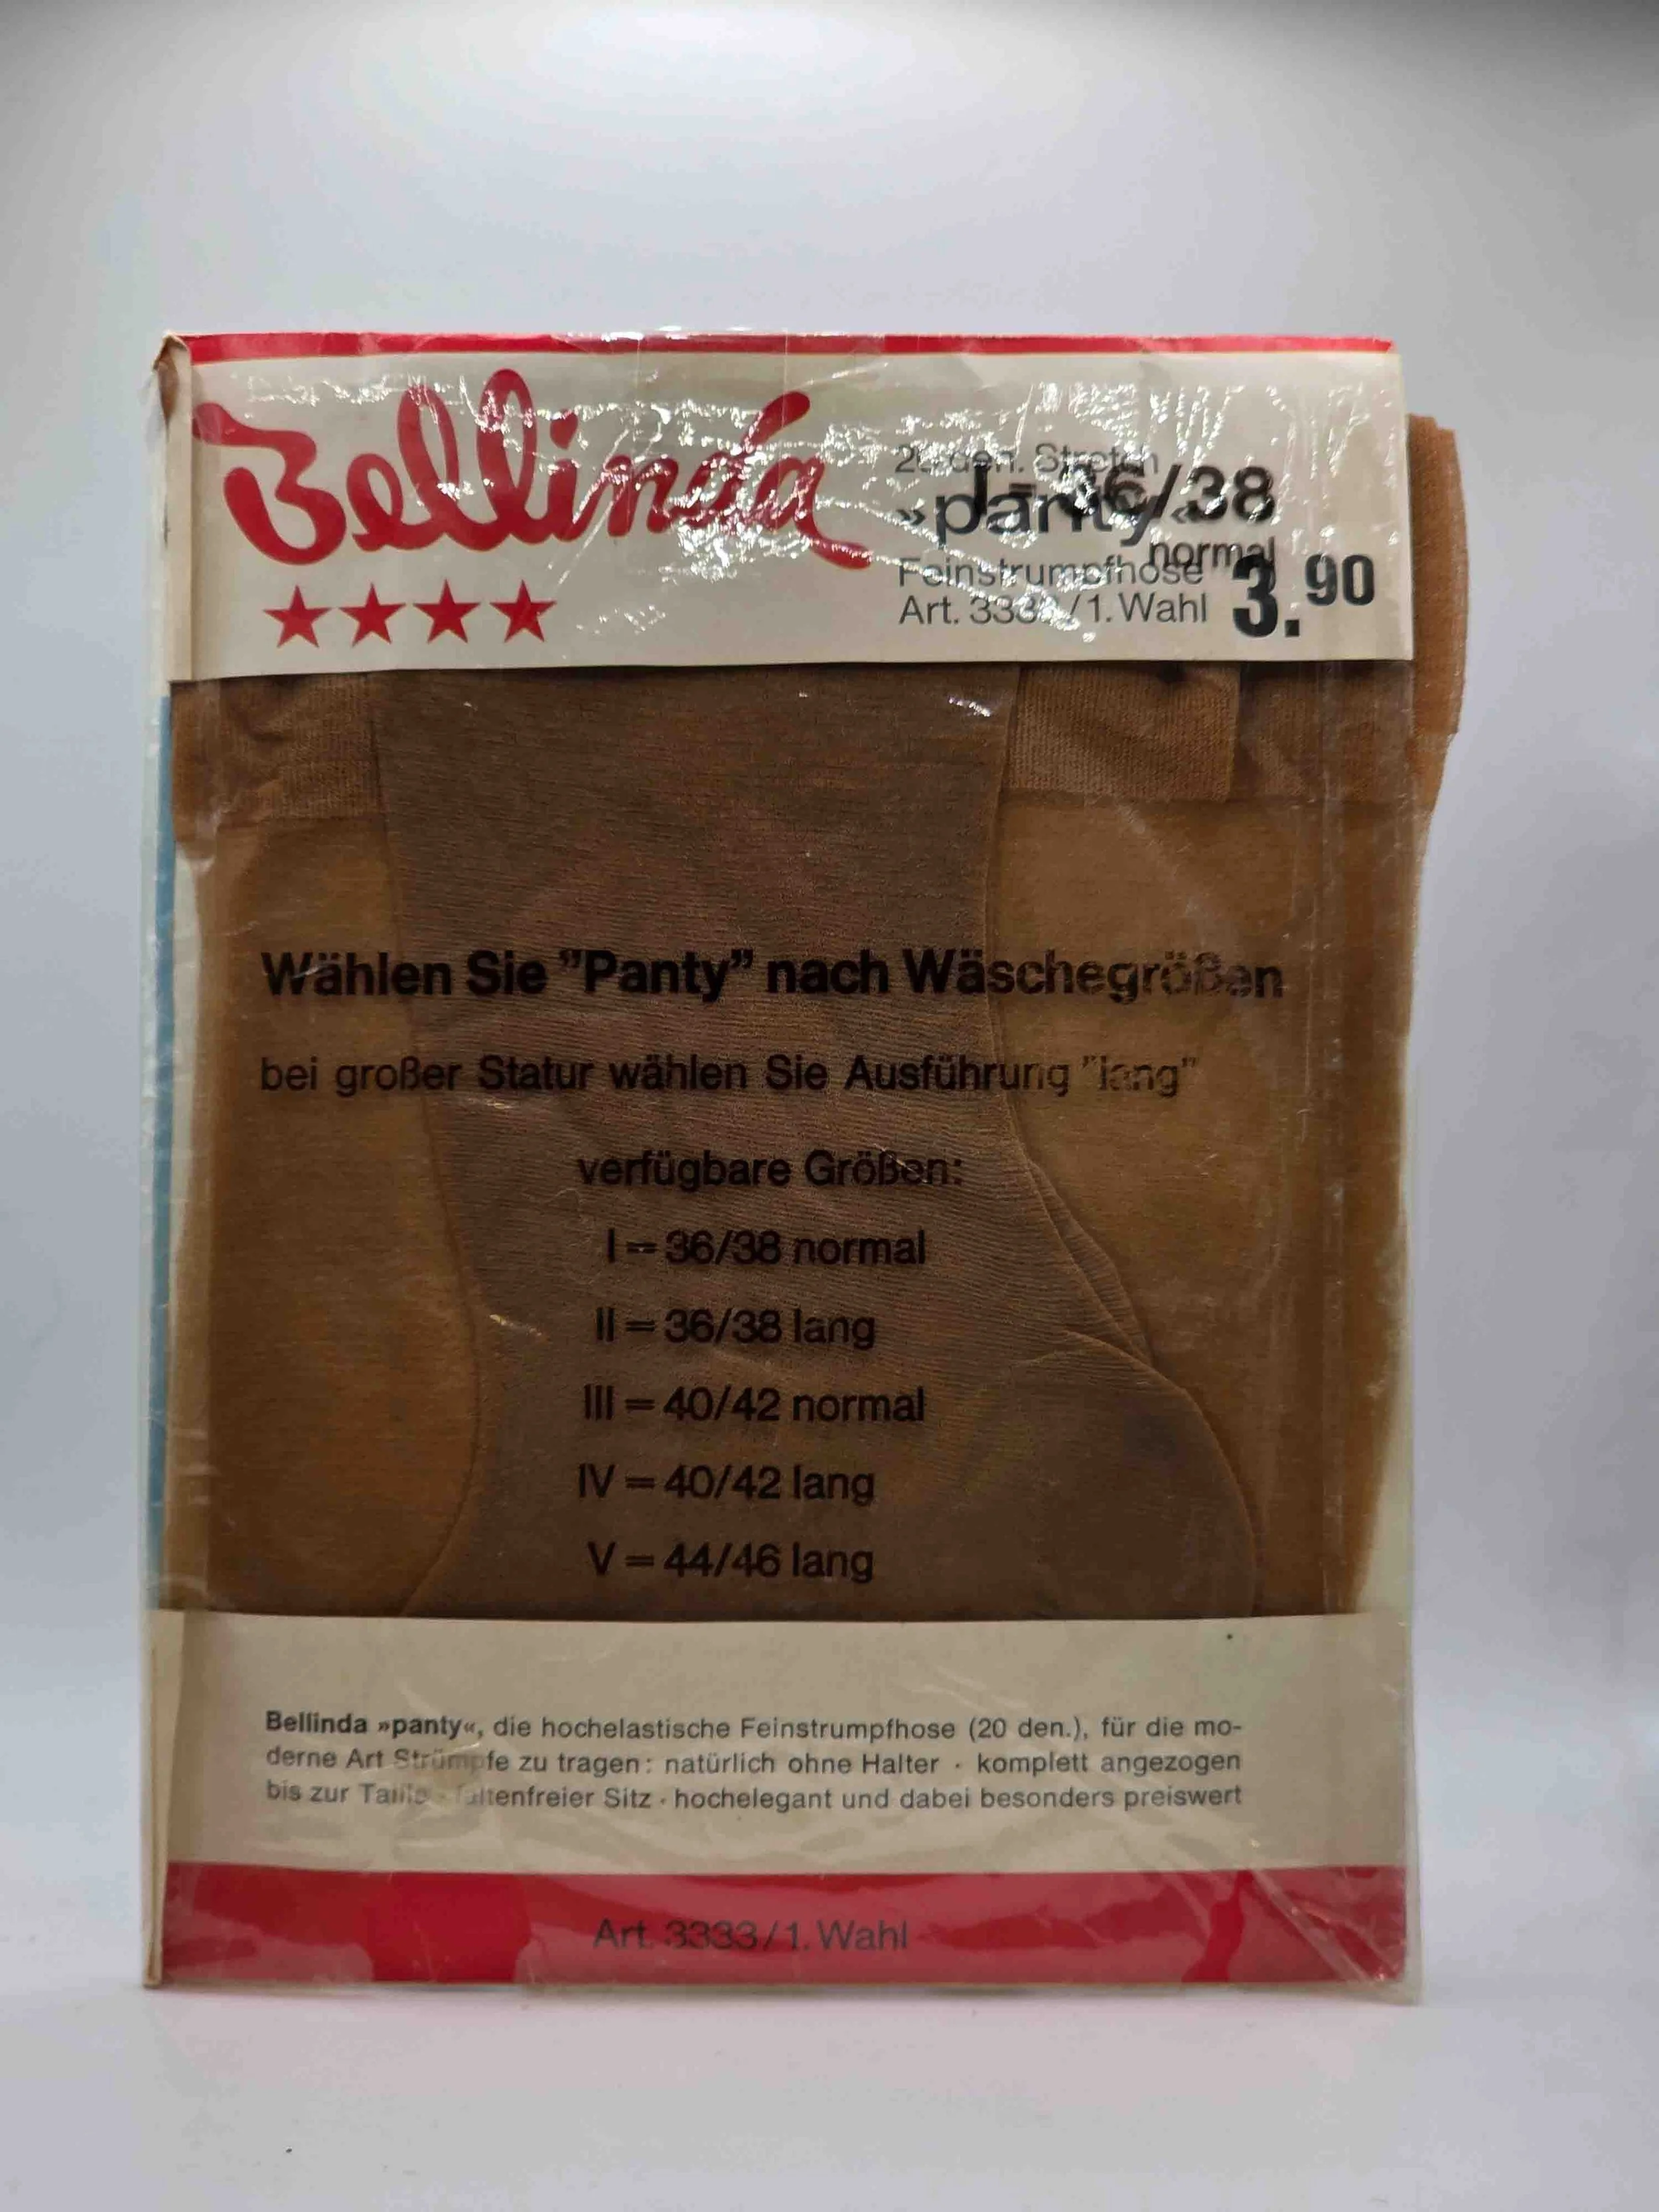 Bellinda
20 den. Stretch
I = 36/38
»panty«
normal
Feinstrumpfhose
3.90
Art. 3333/1. Wahl
Wählen Sie "Panty" nach Wäschegrößen
bei großer Statur wählen Sie Ausführung "lang"
verfügbare Größen:
I = 36/38 normal
II = 36/38 lang
III = 40/42 normal
IV = 40/42 lang
V = 44/46 lang
Bellinda »panty«, die hochelastische Feinstrumpfhose (20 den.), für die mo-
derne Art Strümpfe zu tragen: natürlich ohne Halter · komplett angezogen
bis zur Taille · faltenfreier Sitz · hochelegant und dabei besonders preiswert
Art. 3333/1. Wahl